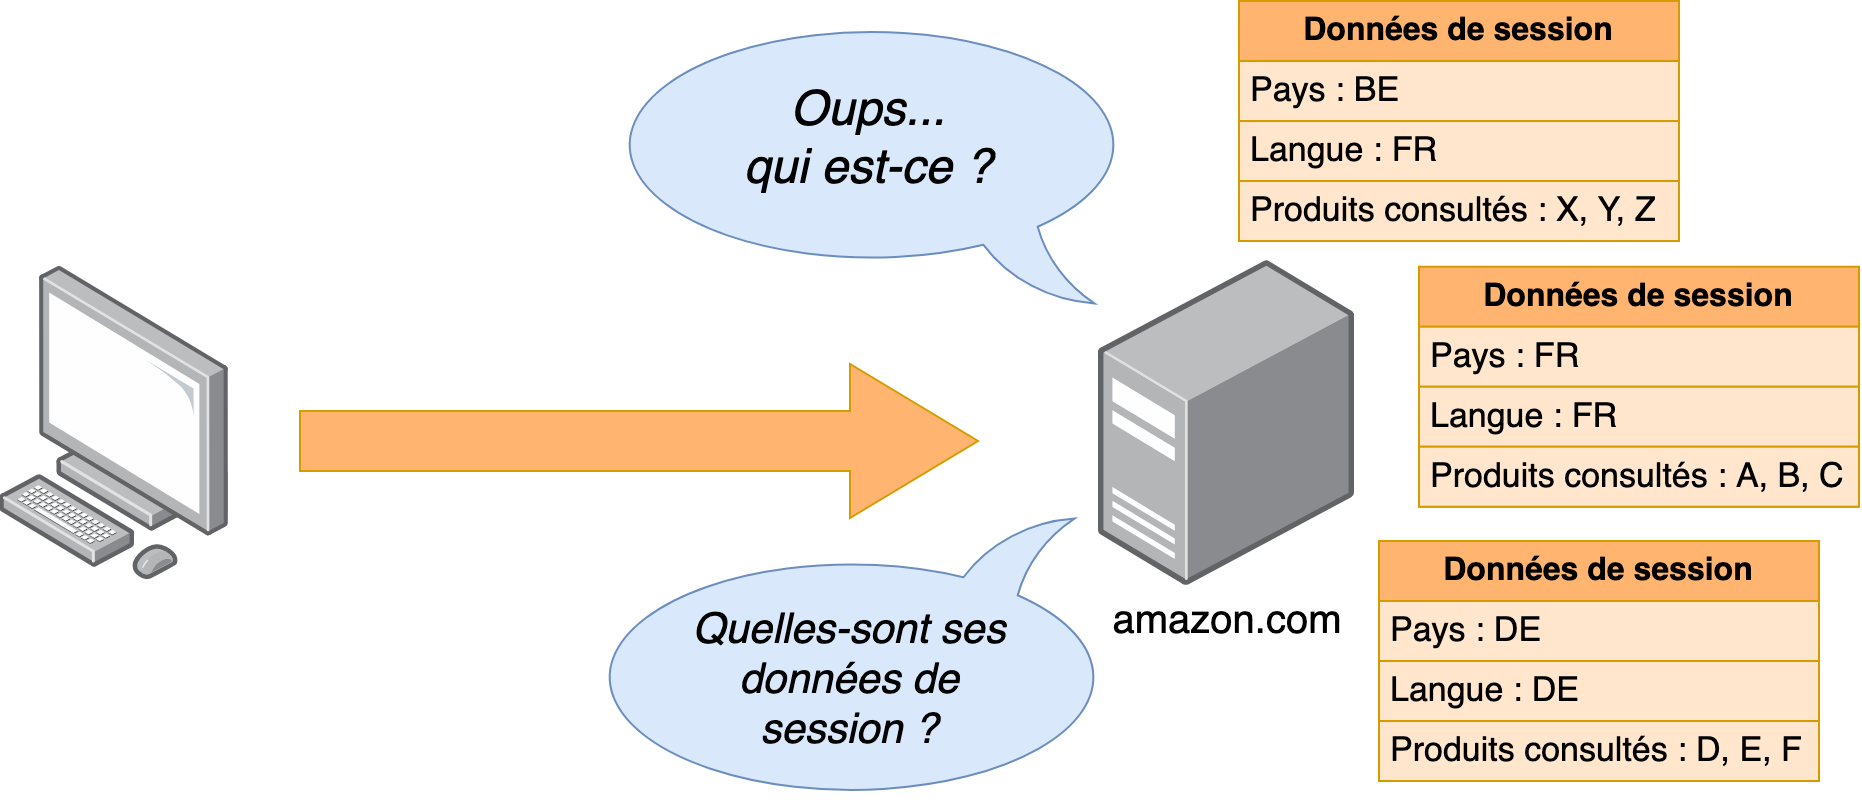 Oups...
qui est-ce ?
Données de session
Pays : BE
Langue : FR
Produits consultés : X, Y, Z
Données de session
Pays : FR
Langue : FR
Produits consultés : A, B, C
Quelles-sont ses
données de
session ?
amazon.com
Données de session
Pays : DE
Langue : DE
Produits consultés : D, E, F